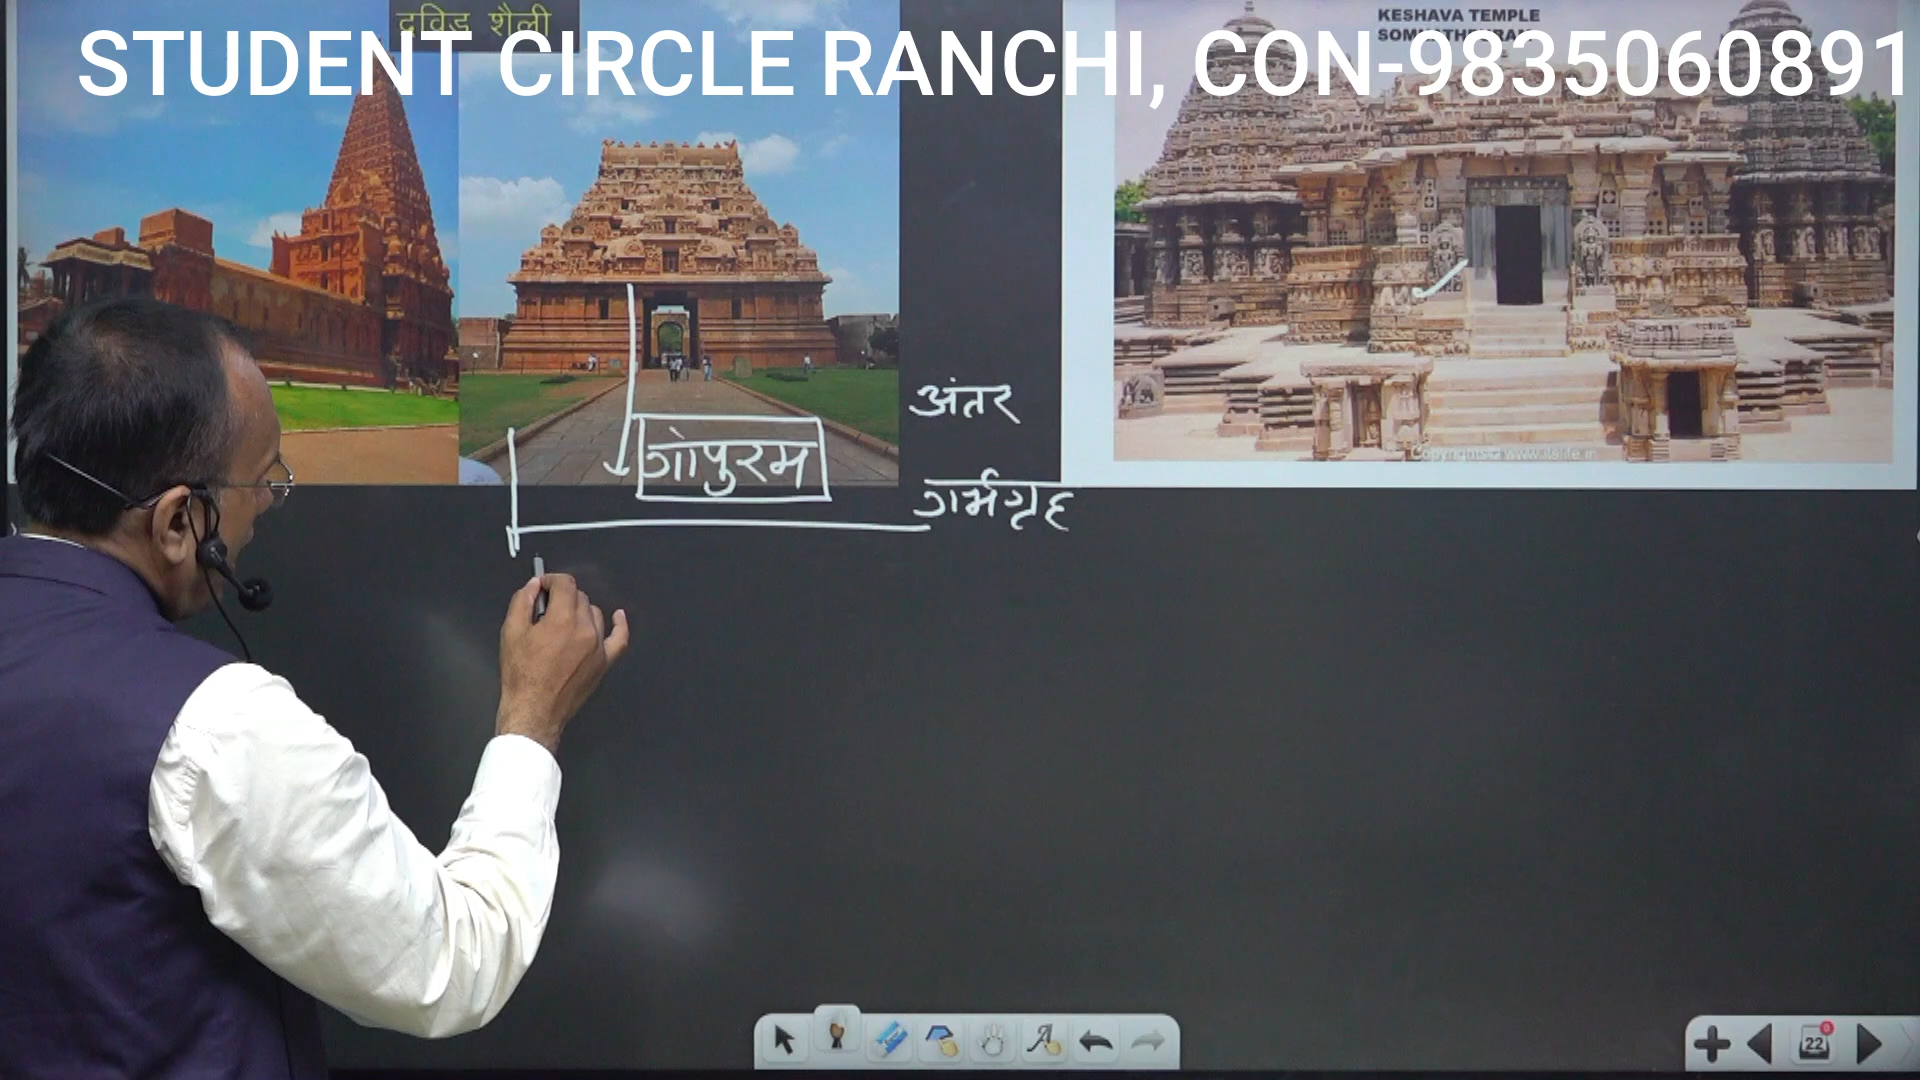 द्रविड़ शैली
STUDENT CIRCLE RANCHI, CON-9835060891
KESHAVA TEMPLE
अंतर
गोपुरम
गर्भगृह
22